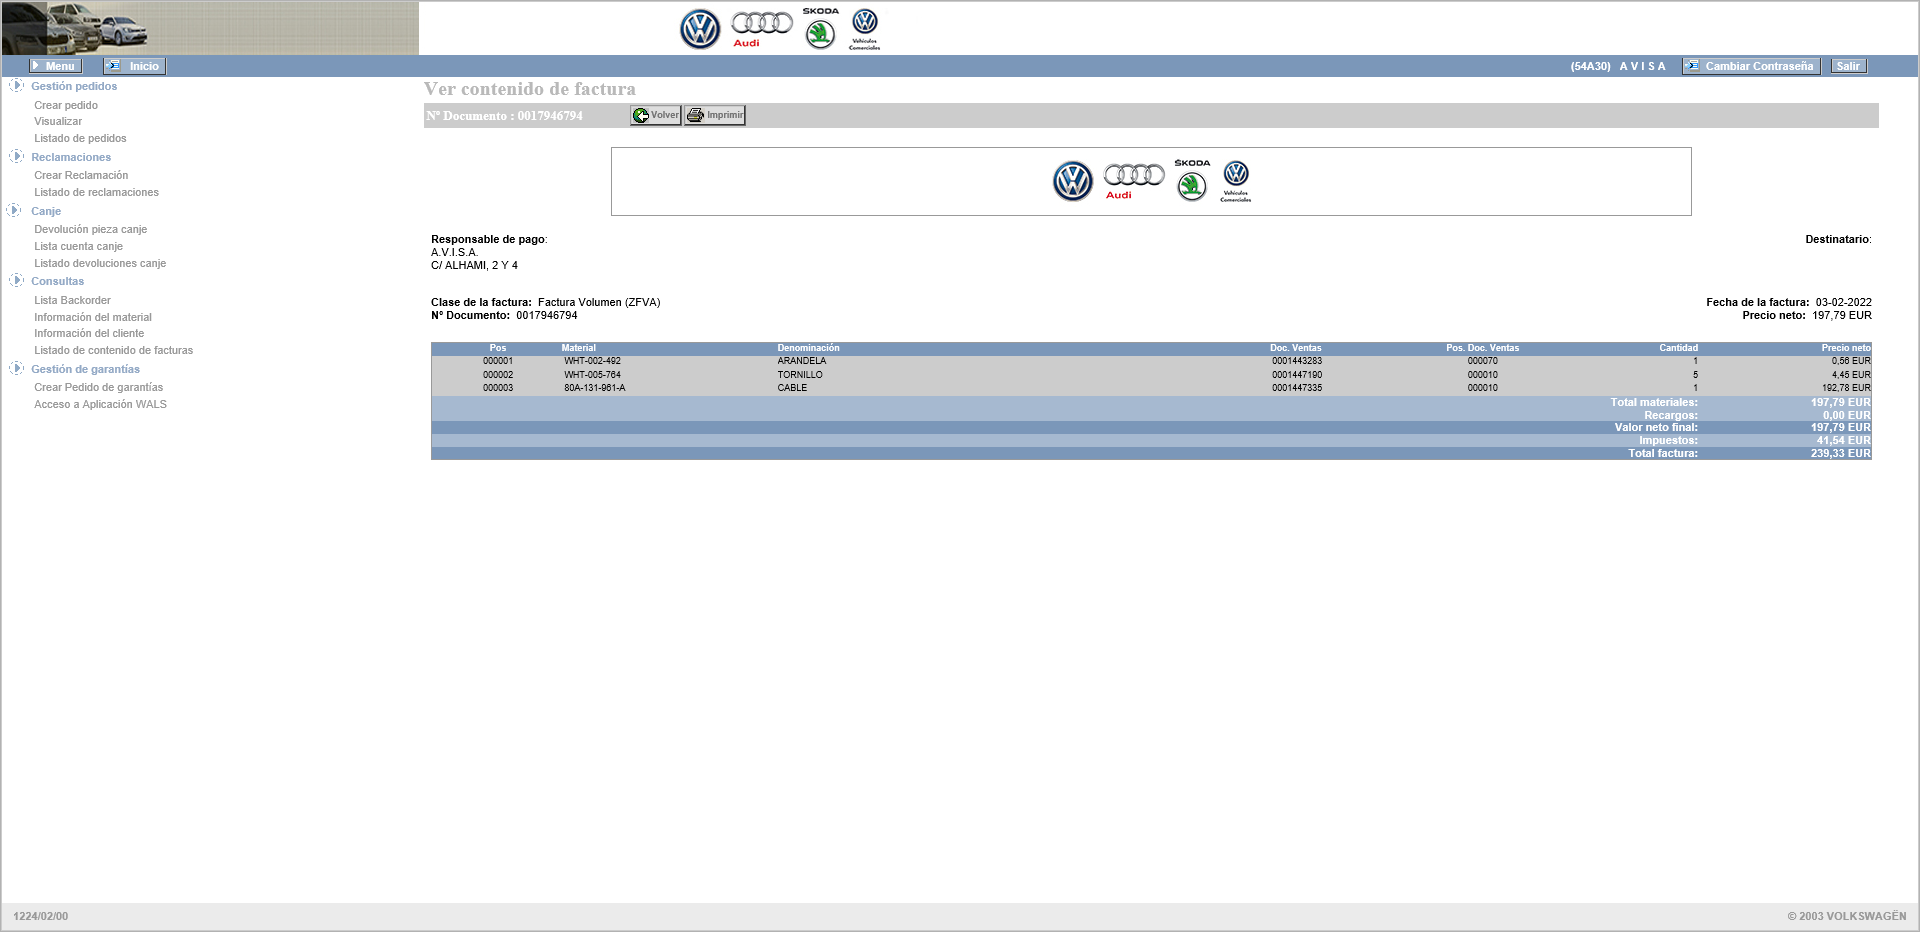 Audi
ŠKODA
Vehículos
Comerciales
Menu
Inicio
(54A30) A V I S A
Cambiar Contraseña
Salir
Gestión pedidos
Crear pedido
Visualizar
Listado de pedidos
Reclamaciones
Crear Reclamación
Listado de reclamaciones
Canje
Devolución pieza canje
Lista cuenta canje
Listado devoluciones canje
Consultas
Lista Backorder
Información del material
Información del cliente
Listado de contenido de facturas
Gestión de garantías
Crear Pedido de garantías
Acceso a Aplicación WALS
Ver contenido de factura
Nº Documento : 0017946794
Volver
Imprimir
Audi
ŠKODA
Vehículos
Comerciales
Responsable de pago:
A.V.I.S.A.
C/ ALHAMI, 2 Y 4
Destinatario:
Clase de la factura: Factura Volumen (ZFVA)
Nº Documento: 0017946794
Fecha de la factura: 03-02-2022
Precio neto: 197,79 EUR
Pos Material Denominación Doc. Ventas Pos. Doc. Ventas Cantidad Precio neto
000001 WHT-002-492 ARANDELA 0001443283 000070 1 0,56 EUR
000002 WHT-005-764 TORNILLO 0001447190 000010 5 4,45 EUR
000003 80A-131-961-A CABLE 0001447335 000010 1 192,78 EUR
Total materiales: 197,79 EUR
Recargos: 0,00 EUR
Valor neto final: 197,79 EUR
Impuestos: 41,54 EUR
Total factura: 239,33 EUR
1224/02/00
© 2003 VOLKSWAGËN